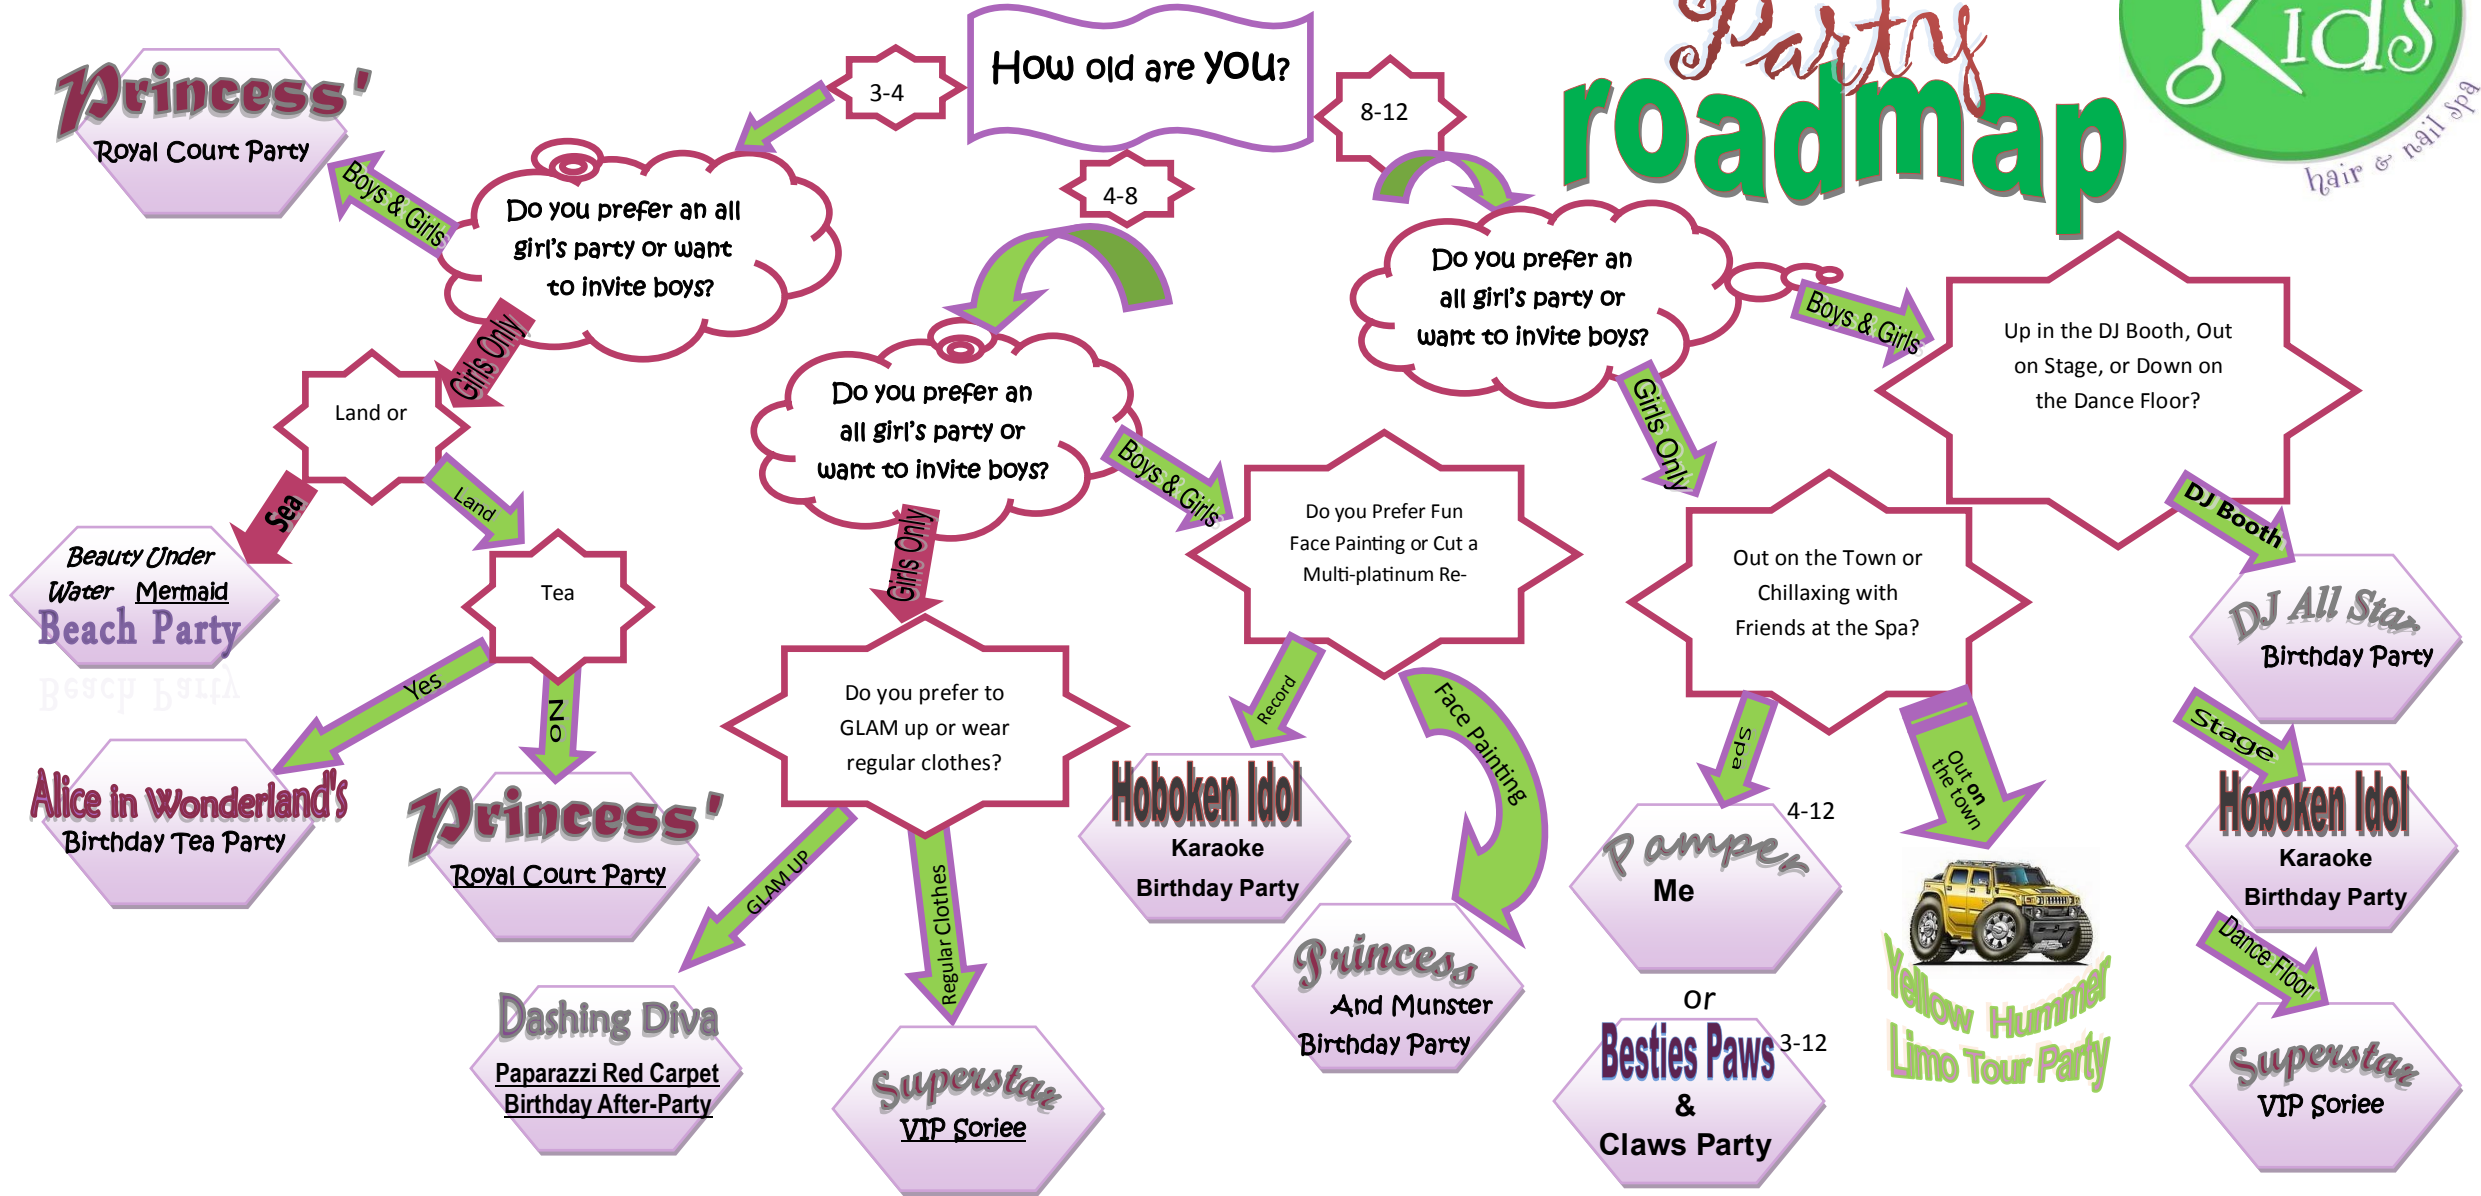 How old are YOU?
Party
roadmap
Kids
hair & nail spa
3-4
4-8
8-12
Do you prefer an all
girl's party or want
to invite boys?
Boys & Girls
Princess'
Royal Court Party
Girls Only
Land or
Sea
Beauty Under
Water Mermaid
Beach Party
Land
Tea
Yes
Alice in Wonderland's
Birthday Tea Party
No
Princess'
Royal Court Party
Do you prefer an
all girl's party or
want to invite boys?
Girls Only
Do you prefer to
GLAM up or wear
regular clothes?
GLAM UP
Dashing Diva
Paparazzi Red Carpet
Birthday After-Party
Regular Clothes
Superstar
VIP Soriee
Boys & Girls
Do you Prefer Fun
Face Painting or Cut a
Multi-platinum Re-
Record
Hoboken Idol
Karaoke
Birthday Party
Face Painting
Princess
And Munster
Birthday Party
Do you prefer an
all girl's party or
want to invite boys?
Girls Only
Out on the Town or
Chillaxing with
Friends at the Spa?
Spa
4-12
Pamper
Me
or
Besties Paws
3-12
&
Claws Party
Out on
the town
Yellow Hummer
Limo Tour Party
Boys & Girls
Up in the DJ Booth, Out
on Stage, or Down on
the Dance Floor?
DJ Booth
DJ All Star
Birthday Party
Stage
Hoboken Idol
Karaoke
Birthday Party
Dance Floor
Superstar
VIP Soriee